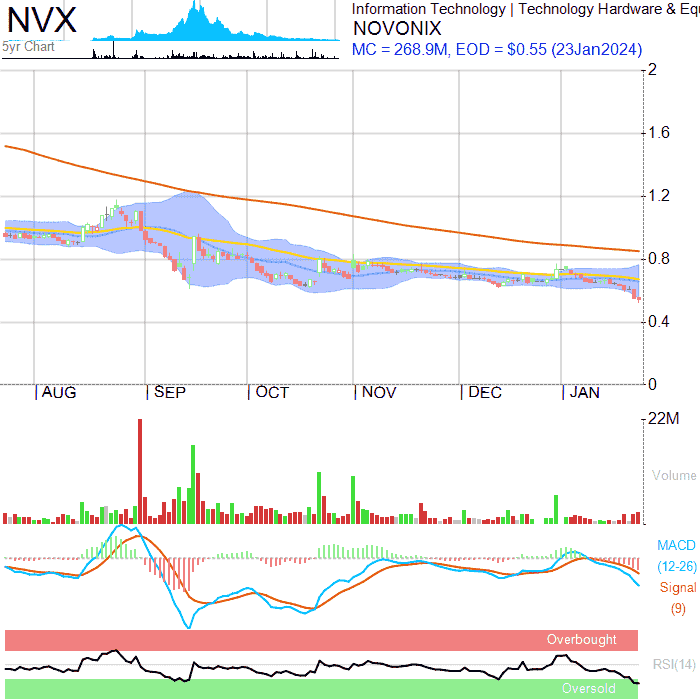 NVX
5yr Chart
Information Technology | Technology Hardware & Equ
NOVONIX
MC = 268.9M, EOD = $0.55 (23Jan2024)
2
1.6
1.2
0.8
0.4
0
| AUG | SEP | OCT | NOV | DEC | JAN
22M
Volume
MACD
(12-26)
Signal
(9)
Overbought
RSI(14)
Oversold